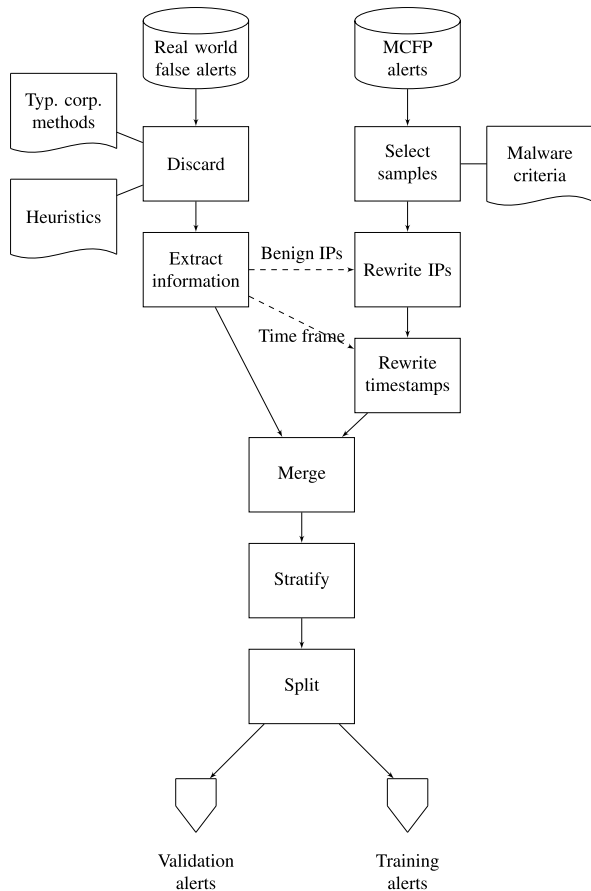 Real world
false alerts
MCFP
alerts
Typ. corp.
methods
Discard
Select
samples
Malware
criteria
Heuristics
Extract
information
Benign IPs
Rewrite IPs
Time frame
Rewrite
timestamps
Merge
Stratify
Split
Validation
alerts
Training
alerts